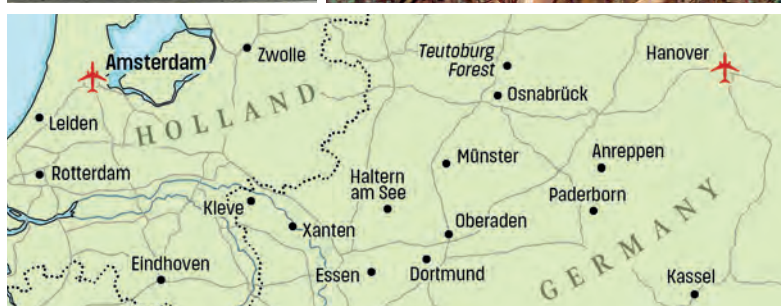 Amsterdam
Zwolle
Teutoburg
Forest
Hanover
Osnabrück
Leiden
HOLLAND
Rotterdam
Münster
Anreppen
Haltern
am See
Paderborn
Kleve
Xanten
Oberaden
GERMANY
Eindhoven
Essen
Dortmund
Kassel